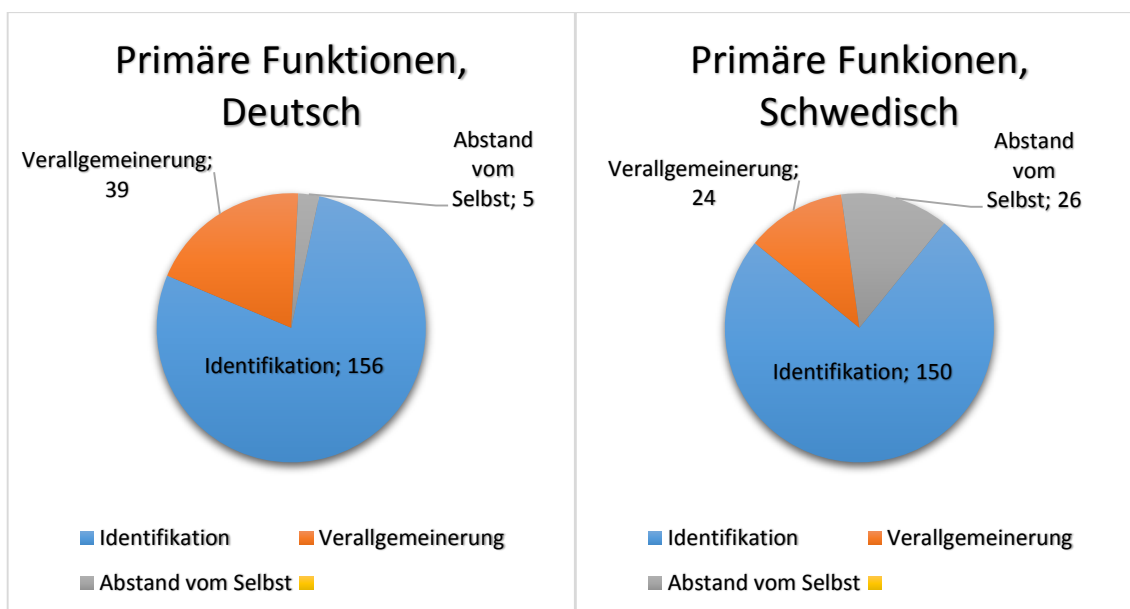 Primäre Funktionen,
Deutsch
Verallgemeinerung;
39
Abstand
vom
Selbst; 5
Identifikation; 156
Identifikation
Verallgemeinerung
Abstand vom Selbst
Primäre Funkionen,
Schwedisch
Verallgemeinerung;
24
Abstand
vom
Selbst; 26
Identifikation; 150
Identifikation
Verallgemeinerung
Abstand vom Selbst